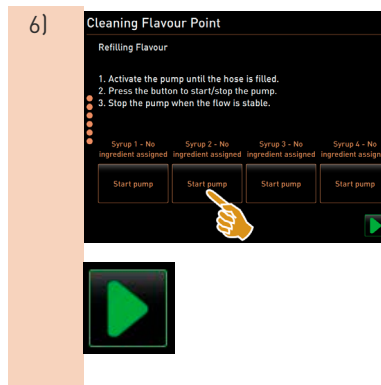 6)
Cleaning Flavour Point
Refilling Flavour
1. Activate the pump until the hose is filled.
2. Press the button to start/stop the pump.
3. Stop the pump when the flow is stable.
Syrup 1 - No Syrup 2 - No Syrup 3 - No Syrup 4 - No
ingredient assigned ingredient assigned ingredient assigned ingredient assign
Start pump Start pump Start pump Start pump